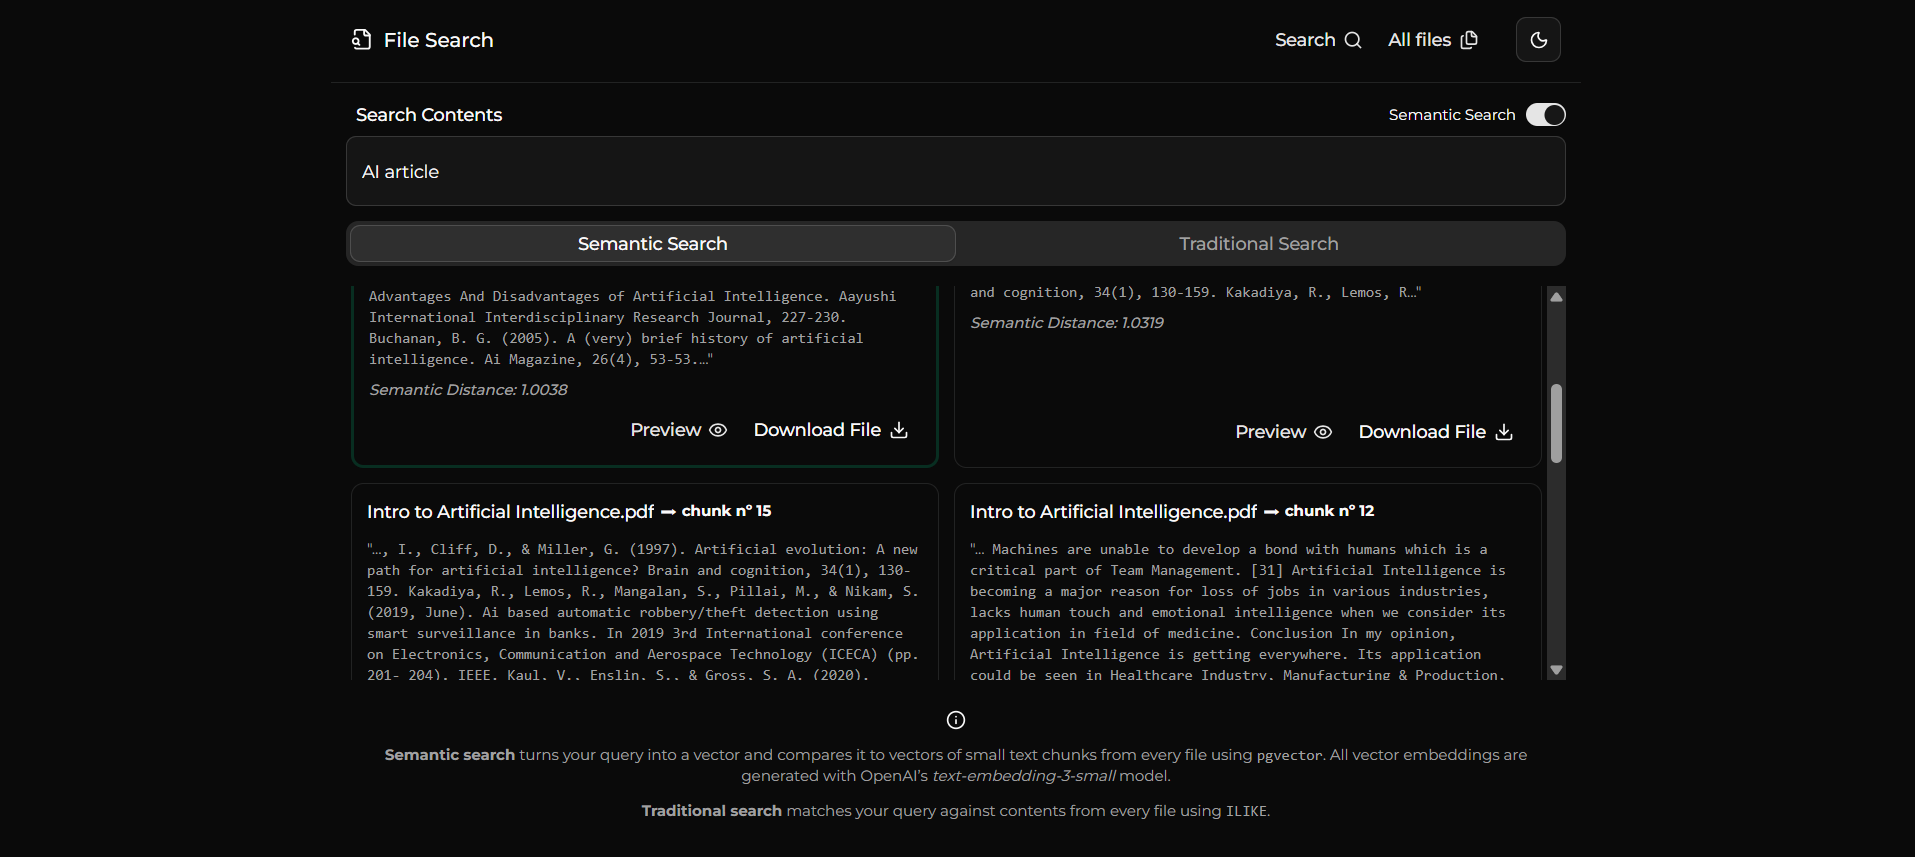 File Search
Search
All files
Search Contents
Semantic Search
AI article
Semantic Search
Traditional Search
Advantages And Disadvantages of Artificial Intelligence. Aayushi
International Interdisciplinary Research Journal, 227-230.
Buchanan, B. G. (2005). A (very) brief history of artificial
intelligence. Ai Magazine, 26(4), 53-53.…"
Semantic Distance: 1.0038
Preview
Download File
and cognition, 34(1), 130-159. Kakadiya, R., Lemos, R…"
Semantic Distance: 1.0319
Preview
Download File
Intro to Artificial Intelligence.pdf ➞ chunk nº 15
"…, I., Cliff, D., & Miller, G. (1997). Artificial evolution: A new
path for artificial intelligence? Brain and cognition, 34(1), 130-
159. Kakadiya, R., Lemos, R., Mangalan, S., Pillai, M., & Nikam, S.
(2019, June). Ai based automatic robbery/theft detection using
smart surveillance in banks. In 2019 3rd International conference
on Electronics, Communication and Aerospace Technology (ICECA) (pp.
201- 204). IEEE. Kaul, V., Enslin, S., & Gross, S. A. (2020).
Intro to Artificial Intelligence.pdf ➞ chunk nº 12
"… Machines are unable to develop a bond with humans which is a
critical part of Team Management. [31] Artificial Intelligence is
becoming a major reason for loss of jobs in various industries,
lacks human touch and emotional intelligence when we consider its
application in field of medicine. Conclusion In my opinion,
Artificial Intelligence is getting everywhere. Its application
could be seen in Healthcare Industry, Manufacturing & Production,
Semantic search turns your query into a vector and compares it to vectors of small text chunks from every file using pgvector. All vector embeddings are
generated with OpenAI's text-embedding-3-small model.
Traditional search matches your query against contents from every file using ILIKE.